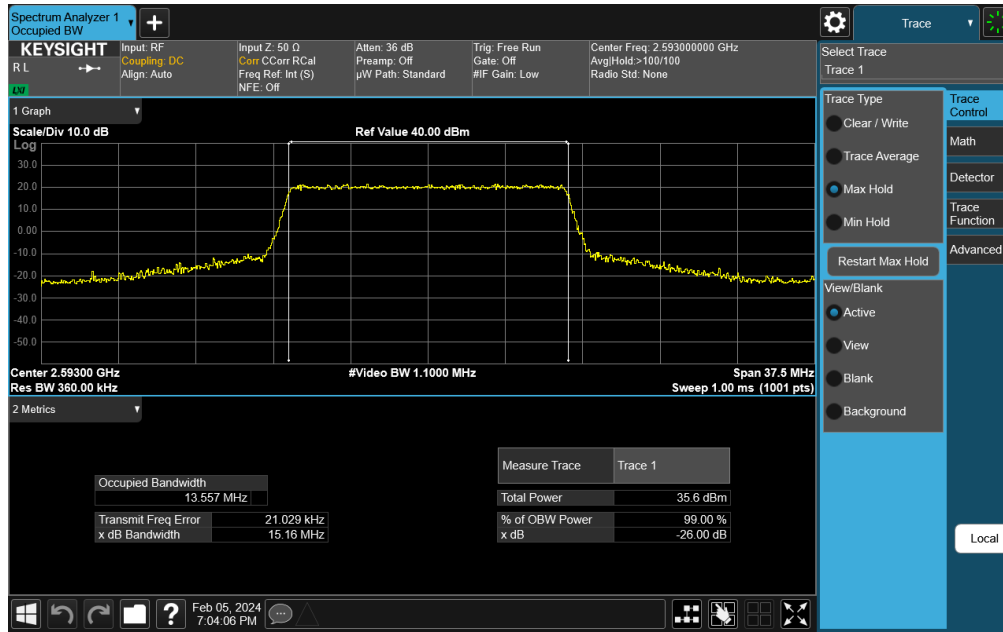 Spectrum Analyzer 1
Occupied BW
Trace
KEYSIGHT
R L
LXI
Input: RF
Coupling: DC
Align: Auto
Input Z: 50 Ω
Corr CCorr RCal
Freq Ref: Int (S)
NFE: Off
Atten: 36 dB
Preamp: Off
µW Path: Standard
Trig: Free Run
Gate: Off
#IF Gain: Low
Center Freq: 2.593000000 GHz
Avg|Hold:>100/100
Radio Std: None
Select Trace
Trace 1
1 Graph
Scale/Div 10.0 dB
Ref Value 40.00 dBm
Log
30.0
20.0
10.0
0.00
-10.0
-20.0
-30.0
-40.0
-50.0
Center 2.59300 GHz
#Video BW 1.1000 MHz
Span 37.5 MHz
Res BW 360.00 kHz
Sweep 1.00 ms (1001 pts)
Trace Type
Clear / Write
Trace Average
Max Hold
Min Hold
Restart Max Hold
View/Blank
Active
View
Blank
Background
Trace
Control
Math
Detector
Trace
Function
Advanced
Local
2 Metrics
Occupied Bandwidth
13.557 MHz
Transmit Freq Error 21.029 kHz
x dB Bandwidth 15.16 MHz
Measure Trace Trace 1
Total Power 35.6 dBm
% of OBW Power 99.00 %
x dB -26.00 dB
?
Feb 05, 2024
7:04:06 PM